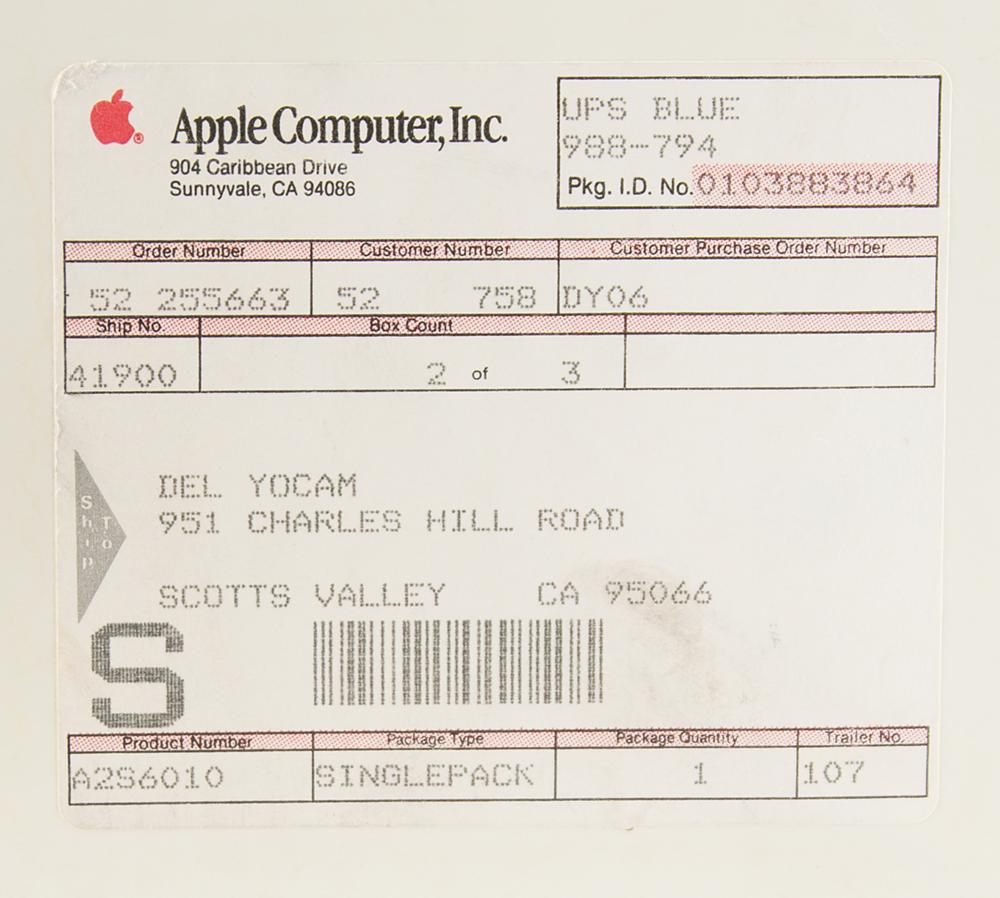 Apple Computer, Inc.
904 Caribbean Drive
Sunnyvale, CA 94086
UPS BLUE
988-794
Pkg. I.D. No. 0103883864
Order Number Customer Number Customer Purchase Order Number
52 255663 52 758 DY06
Ship No. Box Count
41900 2 of 3
Ship To
DEL YOCAM
951 CHARLES HILL ROAD
SCOTTS VALLEY CA 95066
S
Product Number Package Type Package Quantity Trailer No.
A2S6010 SINGLEPACK 1 107